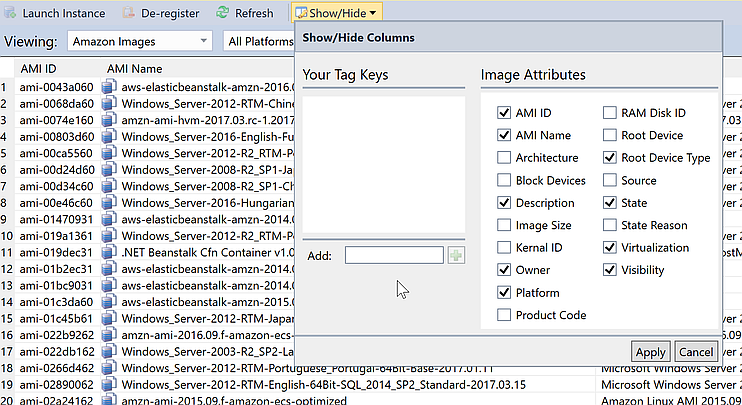 Launch Instance De-register Refresh Show/Hide
Viewing: Amazon Images All Platforms
Show/Hide Columns
Your Tag Keys
Add:
Image Attributes
AMI ID RAM Disk ID
AMI Name Root Device
Architecture Root Device Type
Block Devices Source
Description State
Image Size State Reason
Kernal ID Virtualization
Owner Visibility
Platform
Product Code
Apply Cancel
AMI ID AMI Name
1 ami-0043a060 aws-elasticbeanstalk-amzn-2016.0
2 ami-0068da60 Windows_Server-2012-RTM-Chine
3 ami-0074e160 amzn-ami-hvm-2017.03.rc-1.2017
4 ami-00803d60 Windows_Server-2016-English-Fu
5 ami-00ca5560 Windows_Server-2012-R2_RTM-P
6 ami-00d24d60 Windows_Server-2008-R2_SP1-Ja
7 ami-00d34c60 Windows_Server-2008-R2_SP1-Ch
8 ami-00e46c60 Windows_Server-2016-Hungarian
9 ami-01470931 aws-elasticbeanstalk-amzn-2014.0
10 ami-019a1361 Windows_Server-2012-R2_RTM-P
11 ami-019dec31 .NET Beanstalk Cfn Container v1.0
12 ami-01b2ec31 aws-elasticbeanstalk-amzn-2014.0
13 ami-01bc9031 aws-elasticbeanstalk-amzn-2014.0
14 ami-01c3da60 aws-elasticbeanstalk-amzn-2015.0
15 ami-01c45b61 Windows_Server-2012-RTM-Japan
16 ami-022b9262 amzn-ami-2016.09.f-amazon-ecs-
17 ami-022db162 Windows_Server-2003-R2_SP2-La
18 ami-0266d462 Windows_Server-2012-RTM-Portuguese_Portugal-64Bit-Base-2017.01.11 Microsoft Windows
19 ami-02890062 Windows_Server-2012-RTM-English-64Bit-SQL_2014_SP2_Standard-2017.03.15 Microsoft Windows Server 2
20 ami-02a24162 amzn-ami-2015.09.f-amazon-ecs-optimized Amazon Linux AMI 2015.09